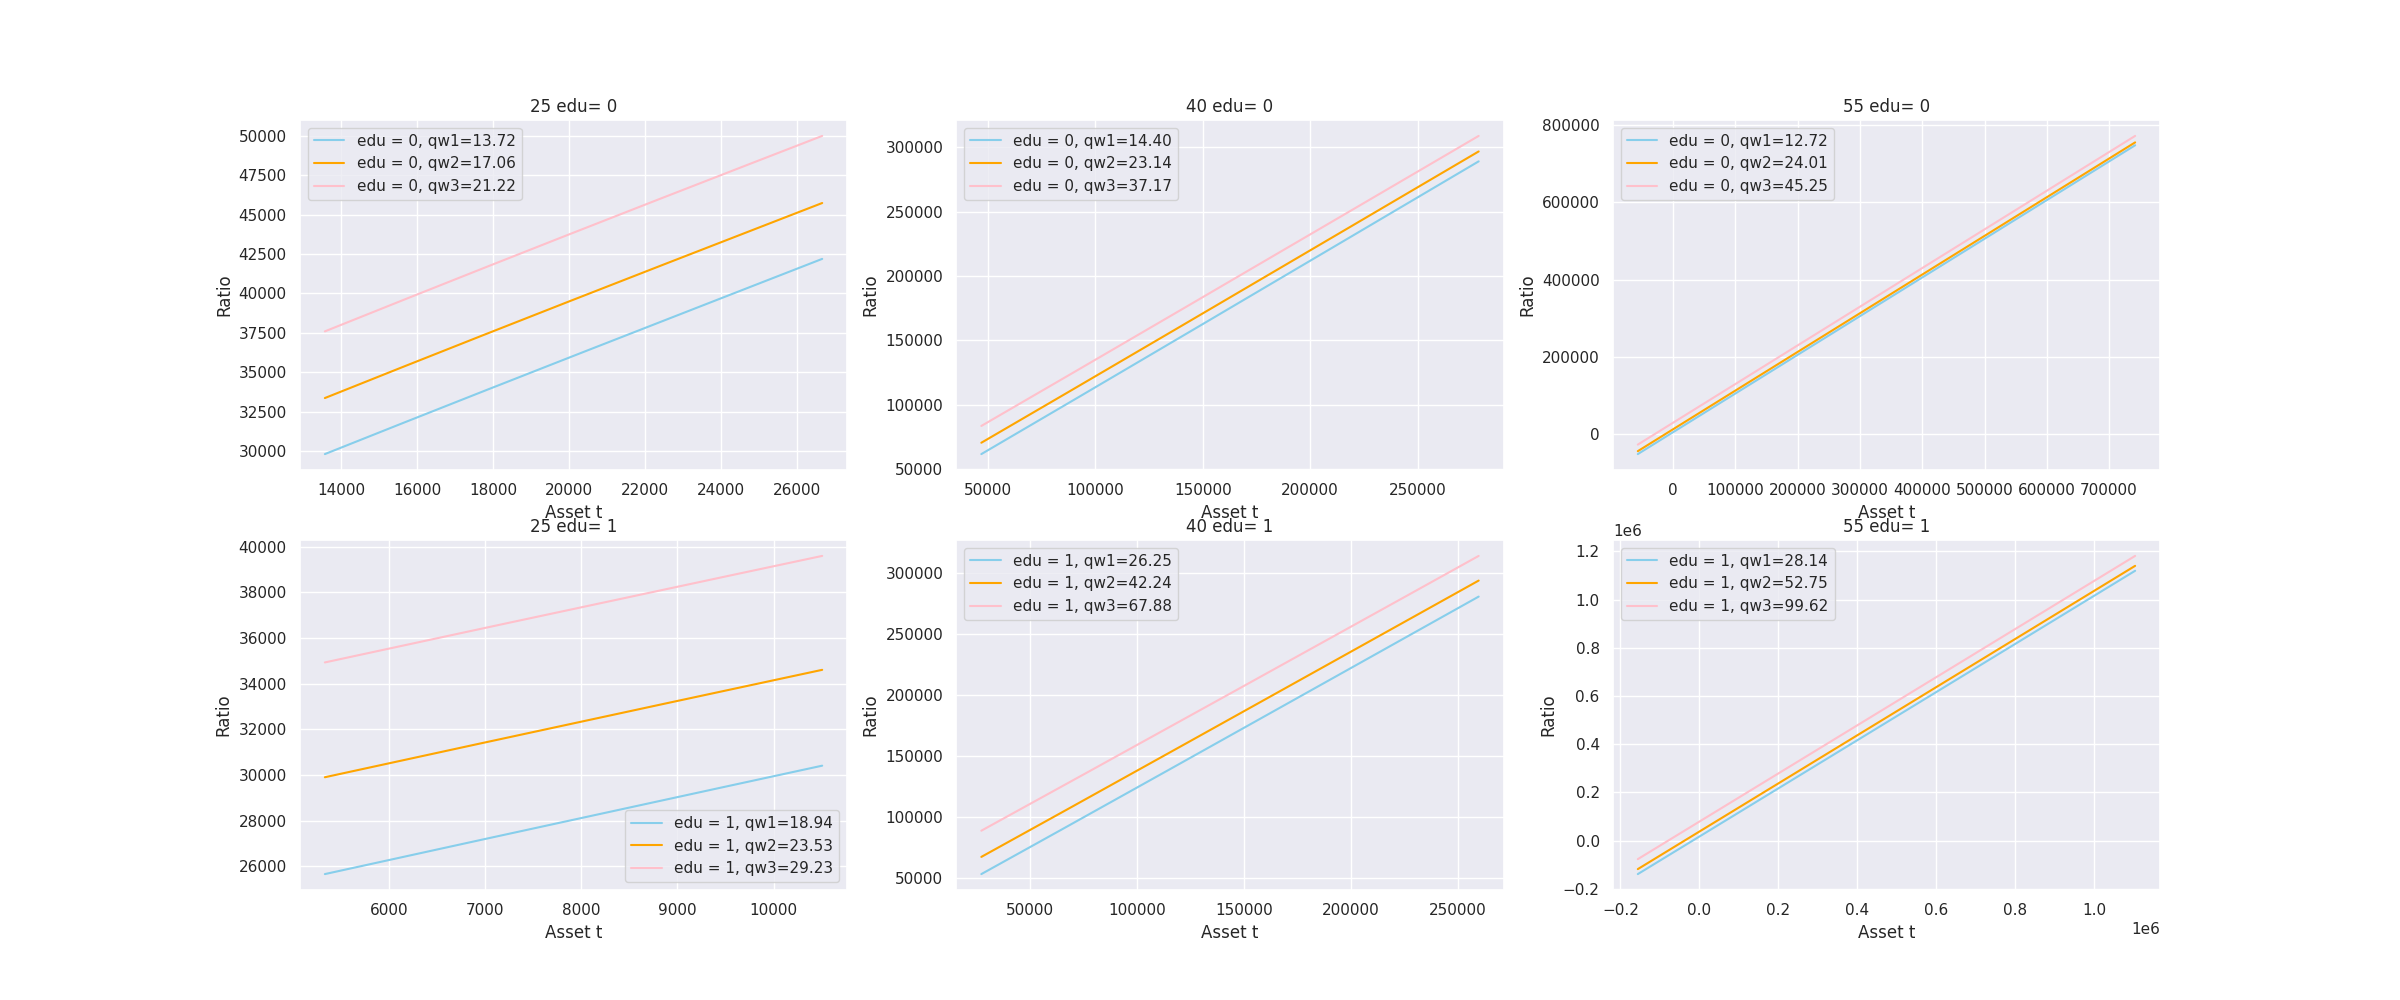 25 edu= 0
edu = 0, qw1=13.72
edu = 0, qw2=17.06
edu = 0, qw3=21.22
50000
47500
45000
42500
40000
37500
35000
32500
30000
Ratio
14000 16000 18000 20000 22000 24000 26000
Asset t
40 edu= 0
edu = 0, qw1=14.40
edu = 0, qw2=23.14
edu = 0, qw3=37.17
300000
250000
200000
150000
100000
50000
Ratio
50000 100000 150000 200000 250000
Asset t
55 edu= 0
edu = 0, qw1=12.72
edu = 0, qw2=24.01
edu = 0, qw3=45.25
800000
600000
400000
200000
0
Ratio
0 100000 200000 300000 400000 500000 600000 700000
Asset t
25 edu= 1
40000
38000
36000
34000
32000
30000
28000
26000
Ratio
edu = 1, qw1=18.94
edu = 1, qw2=23.53
edu = 1, qw3=29.23
6000 7000 8000 9000 10000
Asset t
40 edu= 1
edu = 1, qw1=26.25
edu = 1, qw2=42.24
edu = 1, qw3=67.88
300000
250000
200000
150000
100000
50000
Ratio
50000 100000 150000 200000 250000
Asset t
55 edu= 1
1e6
edu = 1, qw1=28.14
edu = 1, qw2=52.75
edu = 1, qw3=99.62
1.2
1.0
0.8
0.6
0.4
0.2
0.0
−0.2
Ratio
−0.2 0.0 0.2 0.4 0.6 0.8 1.0
1e6
Asset t